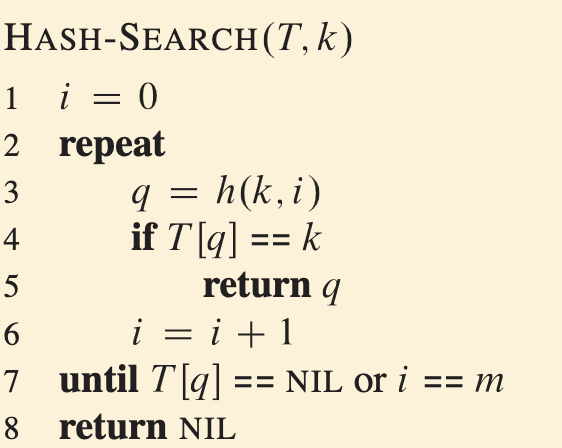 HASH-SEARCH(T, k)
1 i = 0
2 repeat
3 q = h(k, i)
4 if T[q] == k
5 return q
6 i = i + 1
7 until T[q] == NIL or i == m
8 return NIL